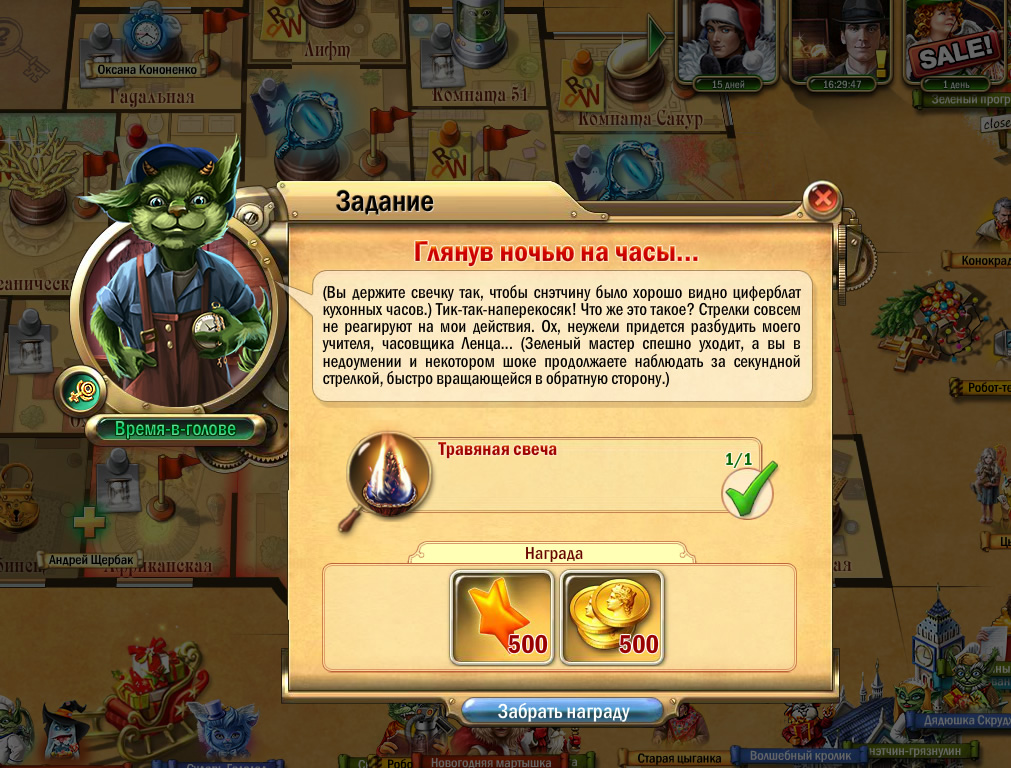 Оксана Кононенко
Гадальная
Лифт
Комната 51
Комната Сакур
15 дней
16:29:47
SALE!
1 день
Зеленый прогр
close
Задание
Глянув ночью на часы...
(Вы держите свечку так, чтобы снэтчину было хорошо видно циферблат
кухонных часов.) Тик-так-наперекосяк! Что же это такое? Стрелки совсем
не реагируют на мои действия. Ох, неужели придется разбудить моего
учителя, часовщика Ленца... (Зеленый мастер спешно уходит, а вы в
недоумении и некотором шоке продолжаете наблюдать за секундной
стрелкой, быстро вращающейся в обратную сторону.)
Время-в-голове
Травяная свеча
1/1
Награда
500
500
Забрать награду
Андрей Щербак
Конокрад
Робот-те
Дядюшка Скрудж
Новогодняя мартышка
Старая цыганка
Волшебный кролик
нэтчин-грязнулин